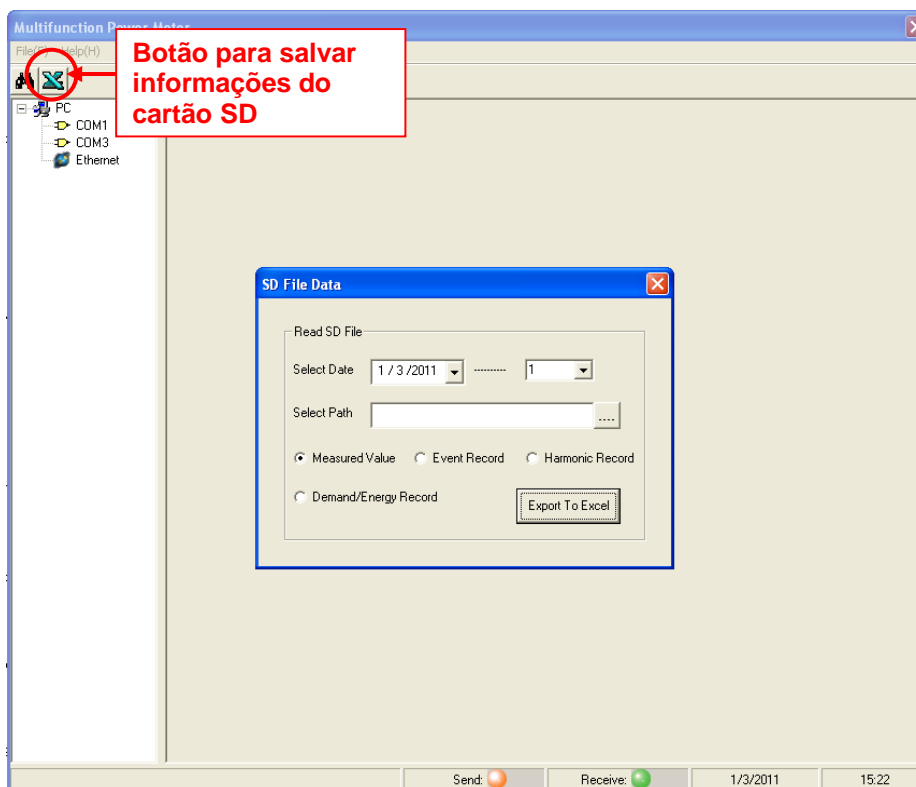 Multifunction Power Meter
File(F) Help(H)
Botão para salvar
informações do
cartão SD
PC
COM1
COM3
Ethernet
SD File Data
Read SD File
Select Date 1 / 3 /2011 ---------- 1
Select Path ....
Measured Value Event Record Harmonic Record
Demand/Energy Record Export To Excel
Send: Receive: 1/3/2011 15:22